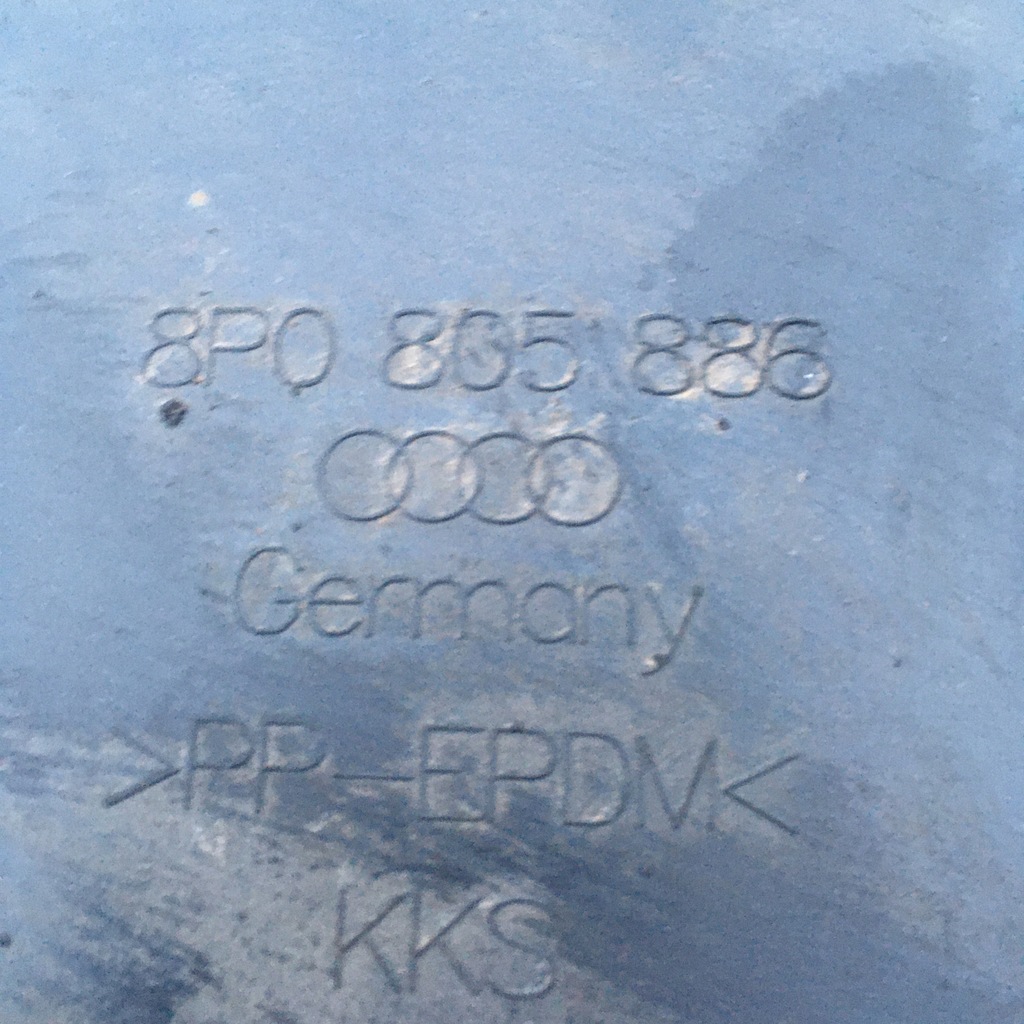 8P0 805 886
Germany
>PP-EPDM<
KKS